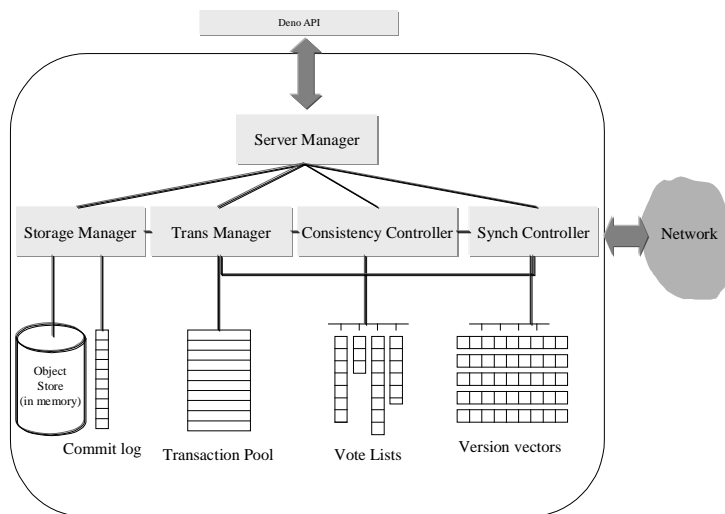 Deno API
Server Manager
Storage Manager
Trans Manager
Consistency Controller
Synch Controller
Network
Object
Store
(in memory)
Commit log
Transaction Pool
Vote Lists
Version vectors